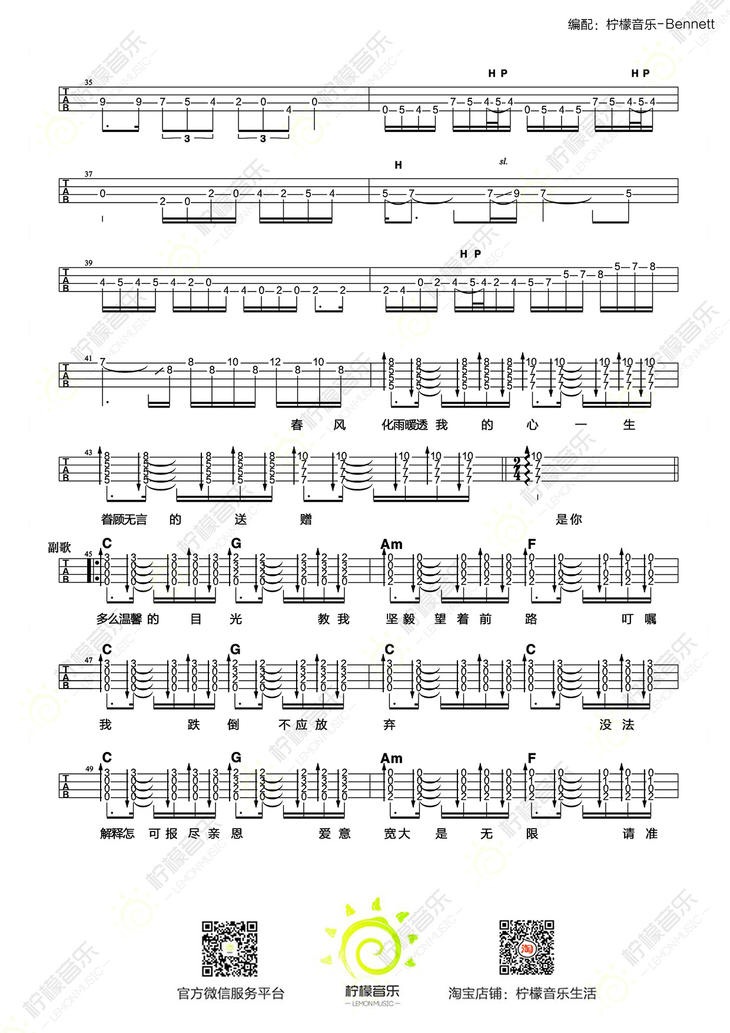 编配：柠檬音乐-Bennett
35
H P H P
9 9 7 5 4 2 0 4 0 0 5 4 5 7 5 4 5 4 0 5 4 5 7 5 4 5 4
37
H sl.
0 2 0 2 0 4 2 5 4 5 7 7 9 7 5
39
H P
4 5 4 5 4 2 0 4 4 0 2 0 2 2 2 4 0 2 4 5 4 2 4 5 7 5 7 8 5 7 8
41
7 8 8 8 10 8 12 8 10 8
春 风 化雨暖透 我 的 心 一 生
43
眷顾无言 的 送 赠 是你
副歌
C G Am F
45
多么温馨的 目 光 教我 坚毅 望着前 路 叮嘱
C G C C
47
我 跌 倒 不应放 弃 没法
C G Am F
49
解释怎 可报尽亲 恩 爱意 宽大 是 无 限 请准
官方微信服务平台
柠檬音乐
LEMONMUSIC
淘
淘宝店铺：柠檬音乐生活